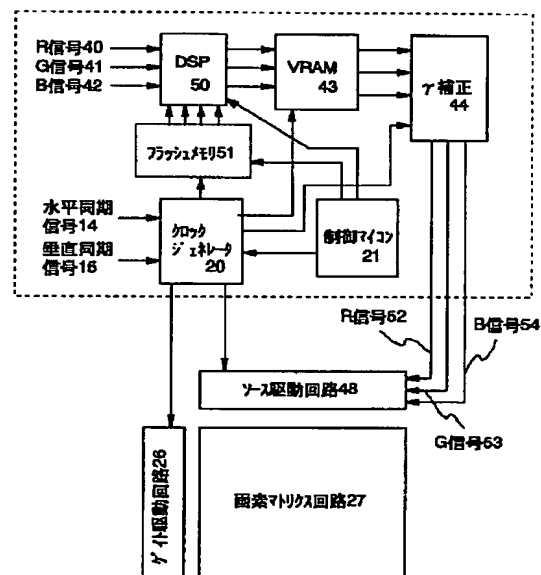 R信号40
G信号41
B信号42
DSP
50
VRAM
43
γ補正
44
フラッシュメモリ51
水平同期
信号14
垂直同期
信号15
クロック
ジェネレータ
20
制御マイコン
21
R信号52
B信号54
G信号53
ソース駆動回路48
ゲイト駆動回路26
画素マトリクス回路27